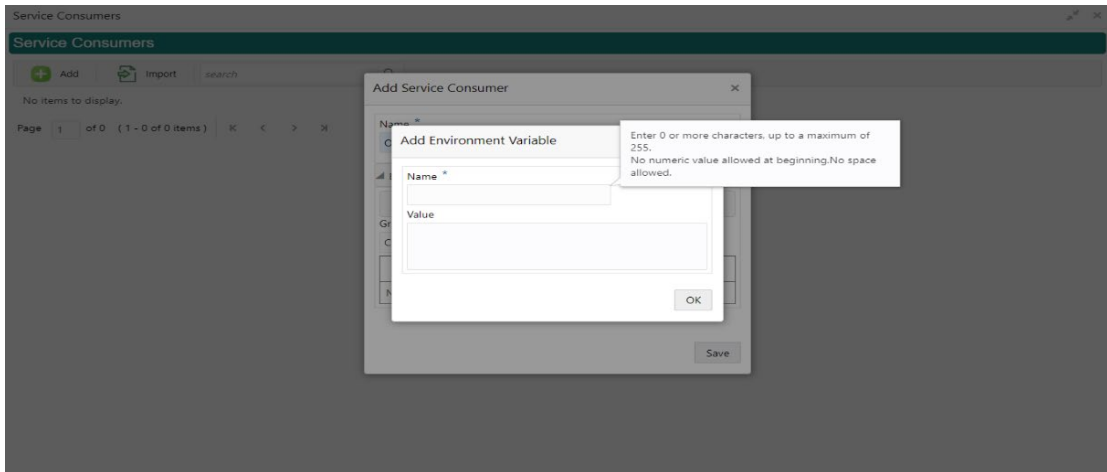 Service Consumers
Service Consumers
Add Import search
No items to display.
Page 1 of 0 ( 1 - 0 of 0 items )
Add Service Consumer
Name *
Add Environment Variable
Enter 0 or more characters, up to a maximum of
255.
No numeric value allowed at beginning.No space
allowed.
Name *
Value
OK
Save